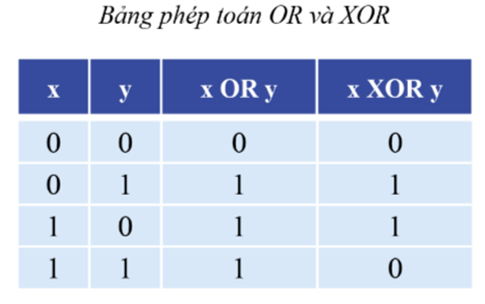 Bảng phép toán OR và XOR
x y x OR y x XOR y
0 0 0 0
0 1 1 1
1 0 1 1
1 1 1 0